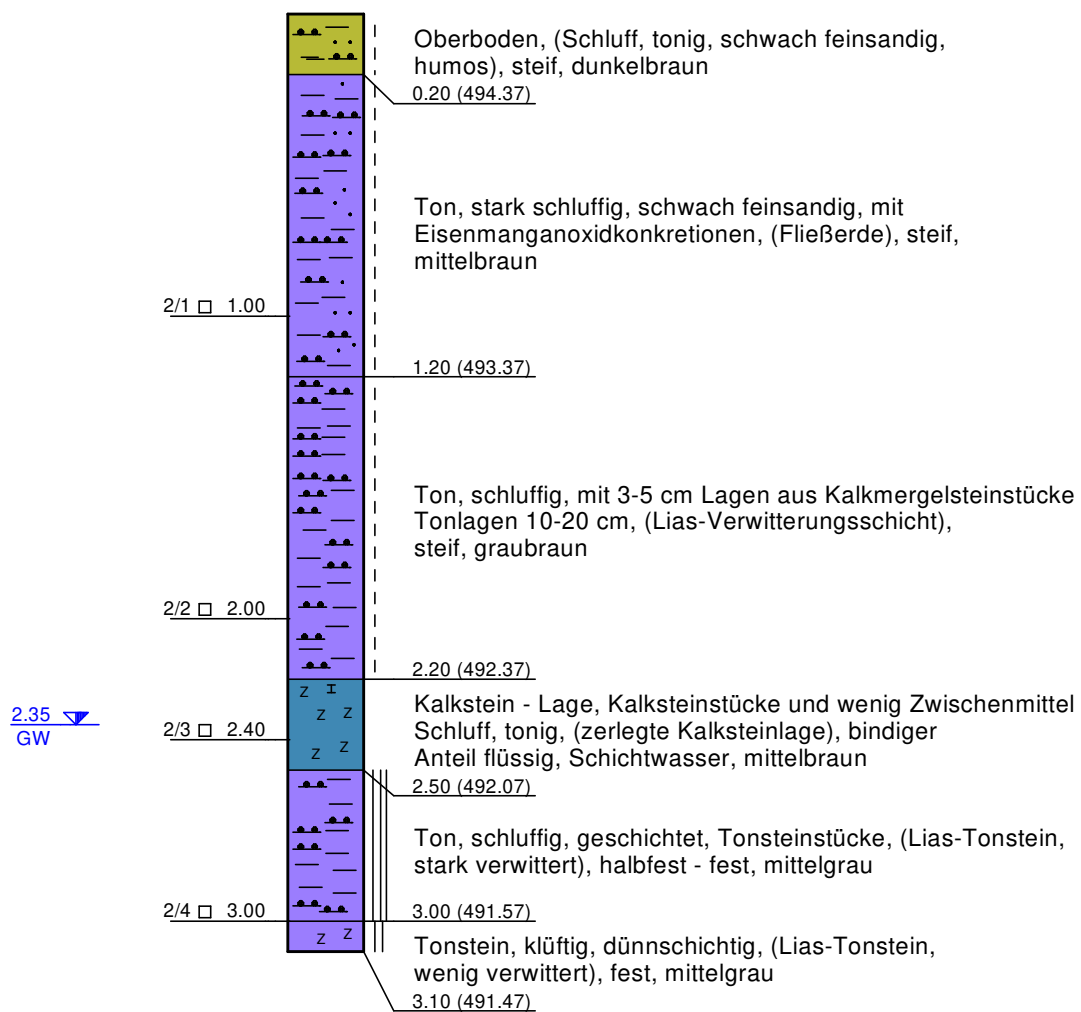 Oberboden, (Schluff, tonig, schwach feinsandig,
humos), steif, dunkelbraun
0.20 (494.37)
Ton, stark schluffig, schwach feinsandig, mit
Eisenmanganoxidkonkretionen, (Fließerde), steif,
mittelbraun
2/1 1.00
1.20 (493.37)
Ton, schluffig, mit 3-5 cm Lagen aus Kalkmergelsteinstücke
Tonlagen 10-20 cm, (Lias-Verwitterungsschicht),
steif, graubraun
2/2 2.00
2.20 (492.37)
Kalkstein - Lage, Kalksteinstücke und wenig Zwischenmittel
Schluff, tonig, (zerlegte Kalksteinlage), bindiger
Anteil flüssig, Schichtwasser, mittelbraun
2.35
GW
2/3 2.40
Z I
Z Z
Z Z
2.50 (492.07)
Ton, schluffig, geschichtet, Tonsteinstücke, (Lias-Tonstein,
stark verwittert), halbfest - fest, mittelgrau
2/4 3.00
3.00 (491.57)
Z Z
Tonstein, klüftig, dünnschichtig, (Lias-Tonstein,
wenig verwittert), fest, mittelgrau
3.10 (491.47)